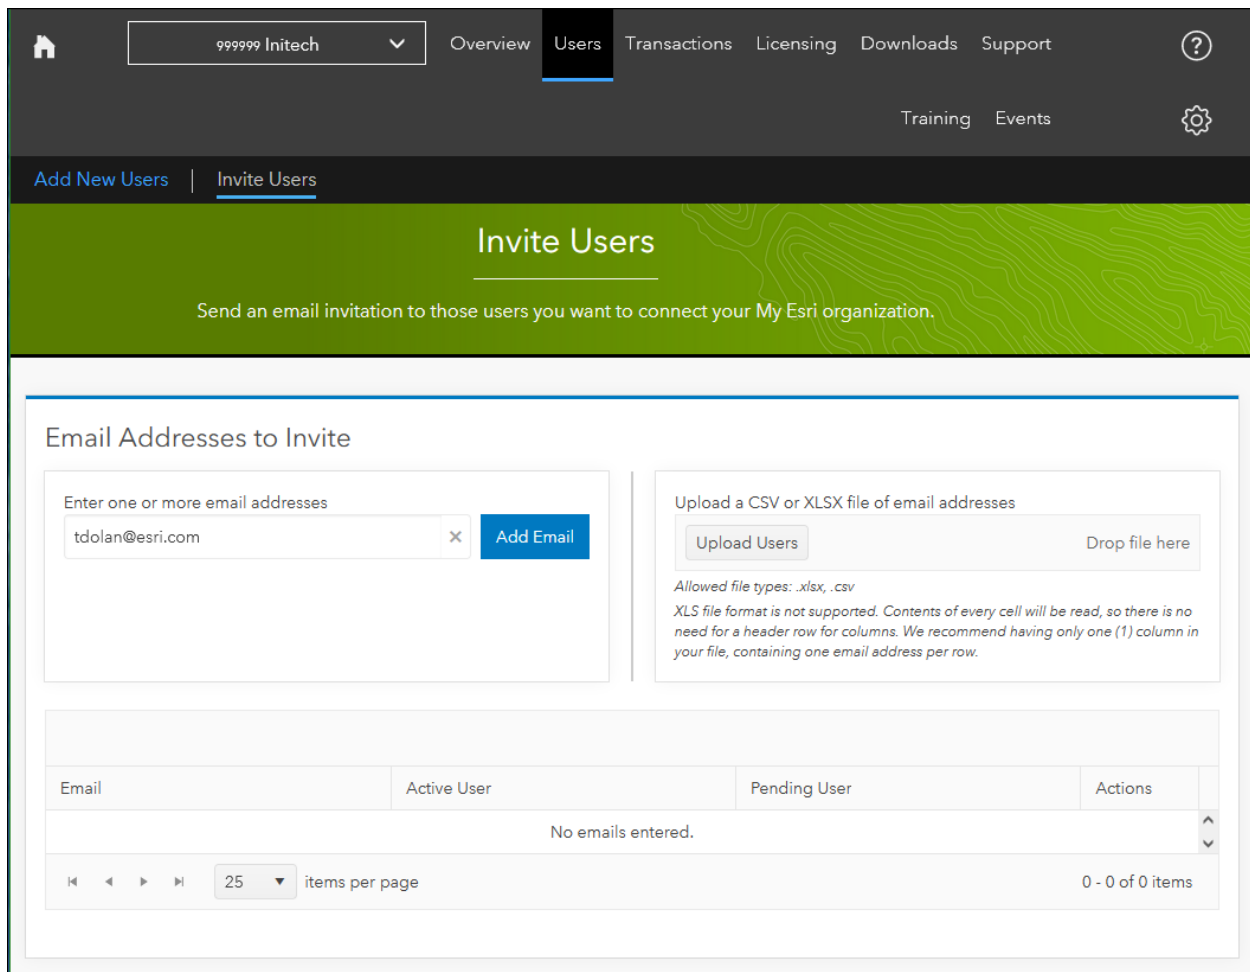 999999 Initech
Overview Users Transactions Licensing Downloads Support
Training Events
Add New Users | Invite Users
Invite Users
Send an email invitation to those users you want to connect your My Esri organization.
Email Addresses to Invite
Enter one or more email addresses
tdolan@esri.com
Add Email
Upload a CSV or XLSX file of email addresses
Upload Users Drop file here
Allowed file types: .xlsx, .csv
XLS file format is not supported. Contents of every cell will be read, so there is no
need for a header row for columns. We recommend having only one (1) column in
your file, containing one email address per row.
Email Active User Pending User Actions
No emails entered.
25 items per page 0 - 0 of 0 items